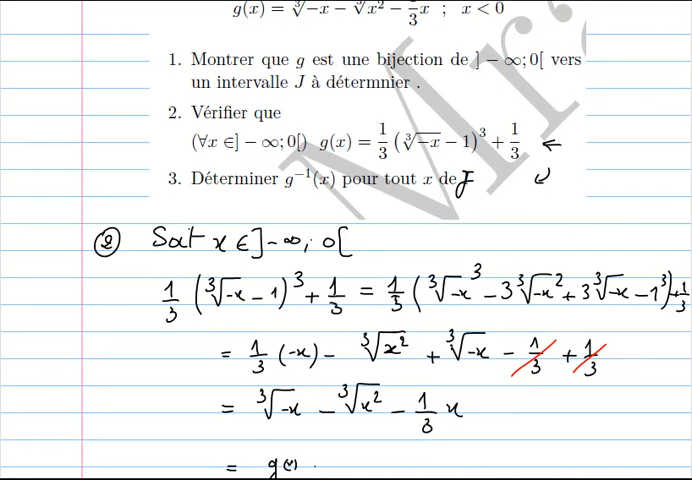 g(x) = ∛-x - ∛x² - 1/3 x ; x < 0
1. Montrer que g est une bijection de ] - ∞; 0[ vers
un intervalle J à détermnier .
2. Vérifier que
(∀x ∈] - ∞; 0[) g(x) = 1/3 (∛-x - 1)³ + 1/3 ←
3. Déterminer g⁻¹(x) pour tout x de J
② Soit x ∈ ]-∞; 0[
1/3 (∛-x - 1)³ + 1/3 = 1/3 (∛-x³ - 3∛-x² + 3∛-x - 1³) + 1/3
= 1/3 (-x) - ∛x² + ∛-x - 1/3 + 1/3
= ∛-x - ∛x² - 1/3 x
= g(x) .